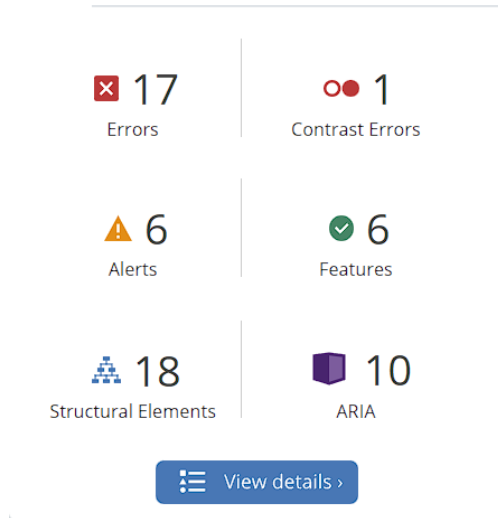 17 1
Errors Contrast Errors
6 6
Alerts Features
18 10
Structural Elements ARIA
View details ›